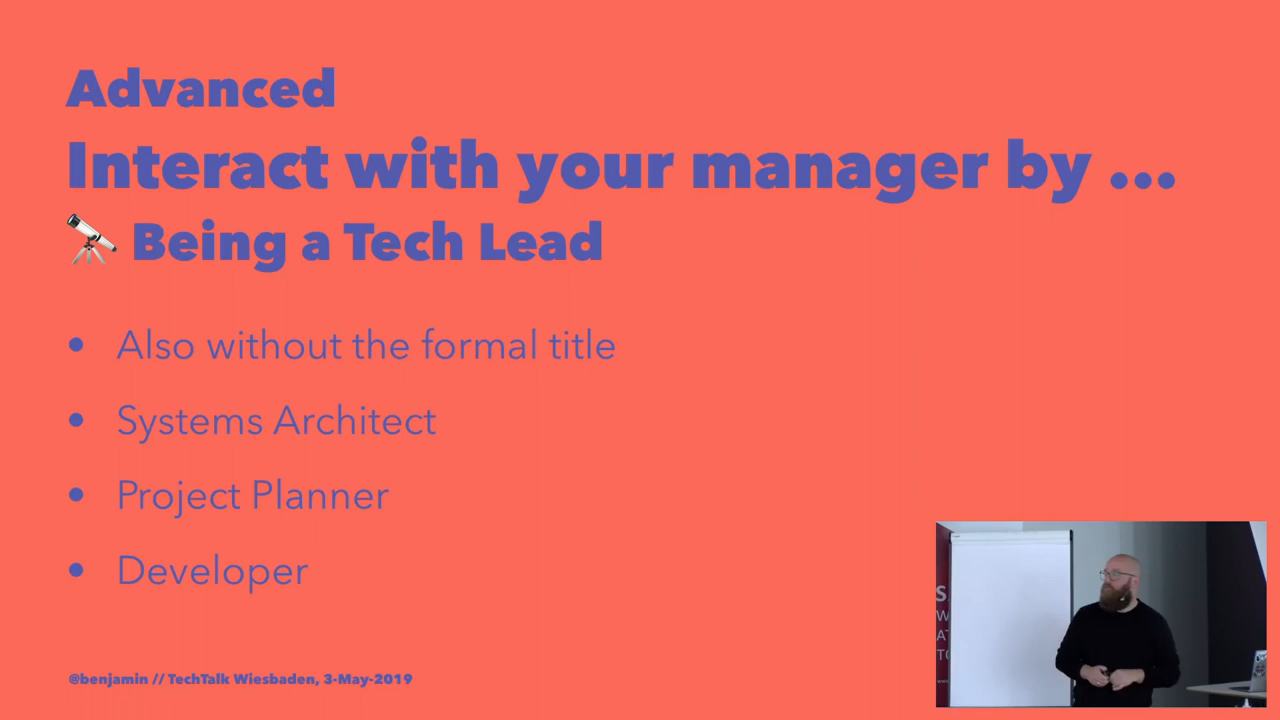 Advanced
Interact with your manager by ...
🔭 Being a Tech Lead
• Also without the formal title
• Systems Architect
• Project Planner
• Developer
@benjamin // TechTalk Wiesbaden, 3-May-2019